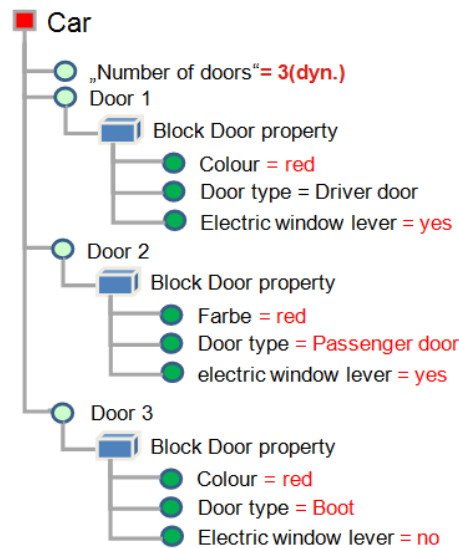 Car
„Number of doors“= 3(dyn.)
Door 1
Block Door property
Colour = red
Door type = Driver door
Electric window lever = yes
Door 2
Block Door property
Farbe = red
Door type = Passenger door
electric window lever = yes
Door 3
Block Door property
Colour = red
Door type = Boot
Electric window lever = no